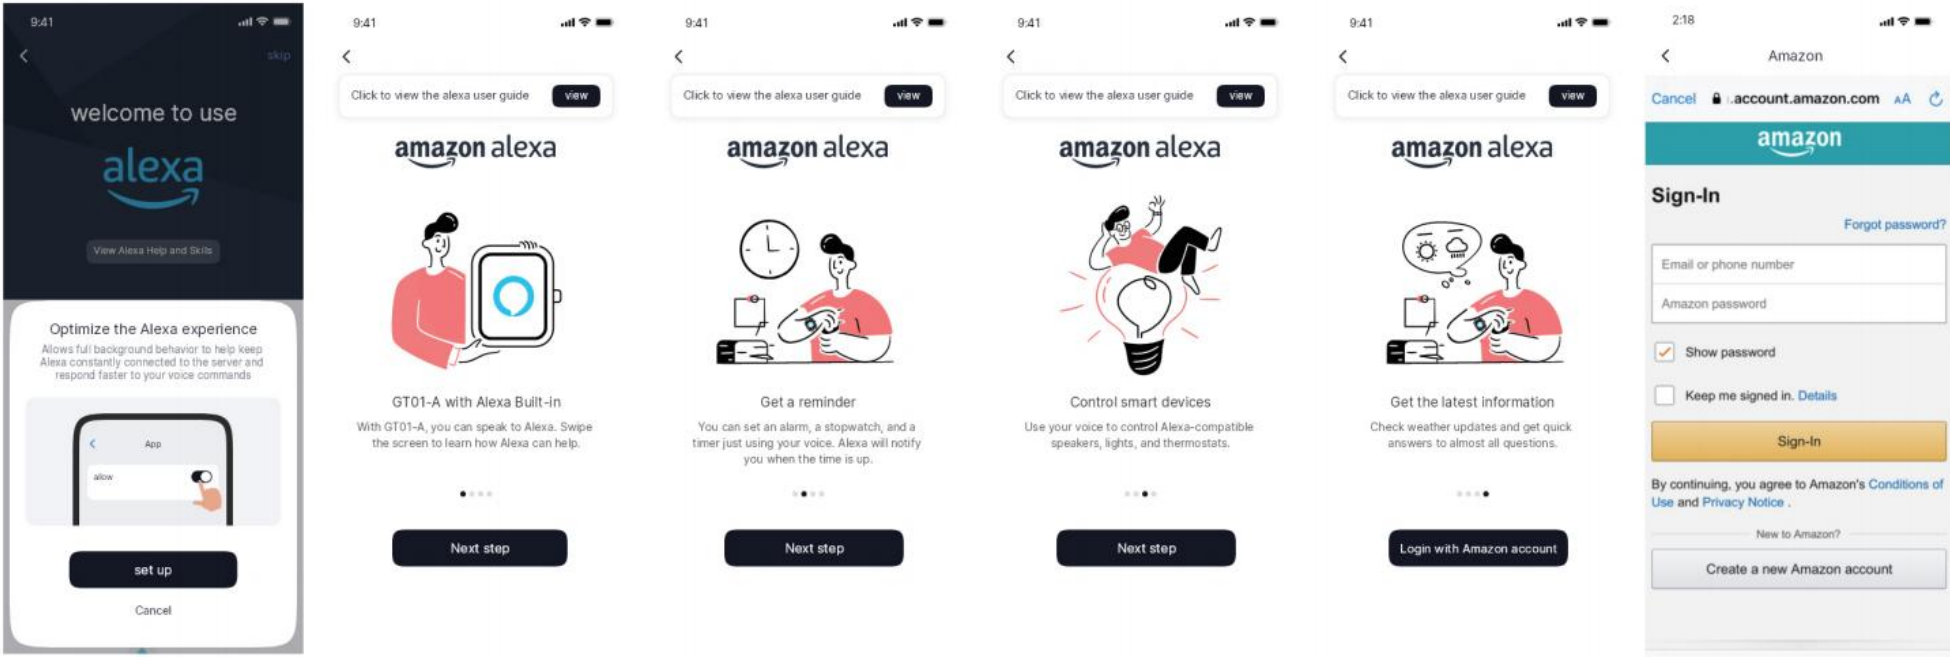 9:41
skip
welcome to use
alexa
View Alexa Help and Skills
Optimize the Alexa experience
Allows full background behavior to help keep
Alexa constantly connected to the server and
respond faster to your voice commands
App
allow
set up
Cancel
9:41
Click to view the alexa user guide view
amazon alexa
GT01-A with Alexa Built-in
With GT01-A, you can speak to Alexa. Swipe
the screen to learn how Alexa can help.
Next step
9:41
Click to view the alexa user guide view
amazon alexa
Get a reminder
You can set an alarm, a stopwatch, and a
timer just using your voice. Alexa will notify
you when the time is up.
Next step
9:41
Click to view the alexa user guide view
amazon alexa
Control smart devices
Use your voice to control Alexa-compatible
speakers, lights, and thermostats.
Next step
9:41
Click to view the alexa user guide view
amazon alexa
Get the latest information
Check weather updates and get quick
answers to almost all questions.
Login with Amazon account
2:18
Amazon
Cancel .account.amazon.com AA
amazon
Sign-In
Forgot password?
Email or phone number
Amazon password
Show password
Keep me signed in. Details
Sign-In
By continuing, you agree to Amazon's Conditions of
Use and Privacy Notice .
New to Amazon?
Create a new Amazon account